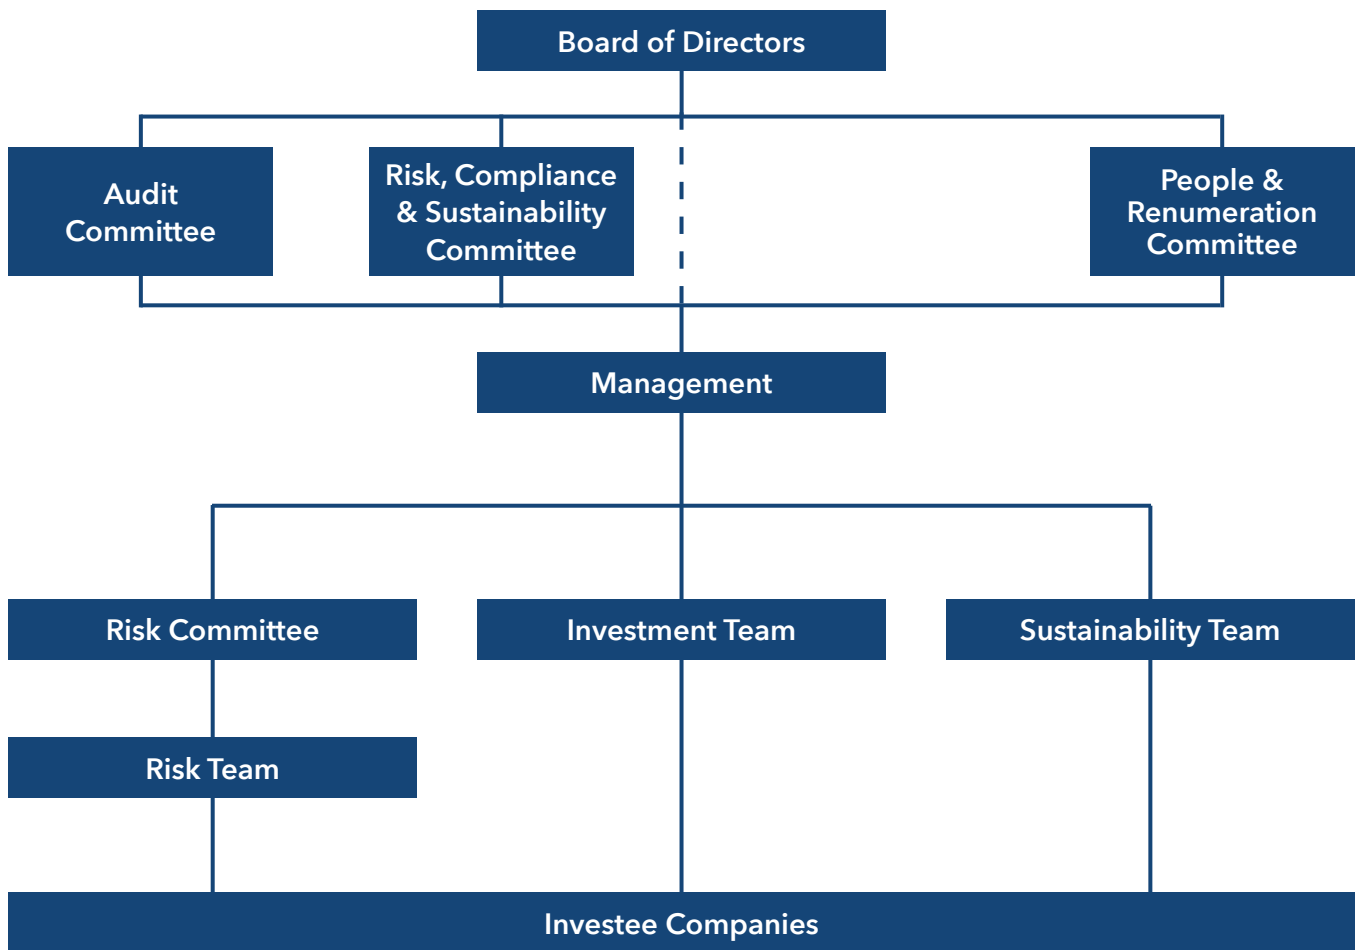 Board of Directors
Audit
Committee
Risk, Compliance
& Sustainability
Committee
People &
Renumeration
Committee
Management
Risk Committee
Investment Team
Sustainability Team
Risk Team
Investee Companies